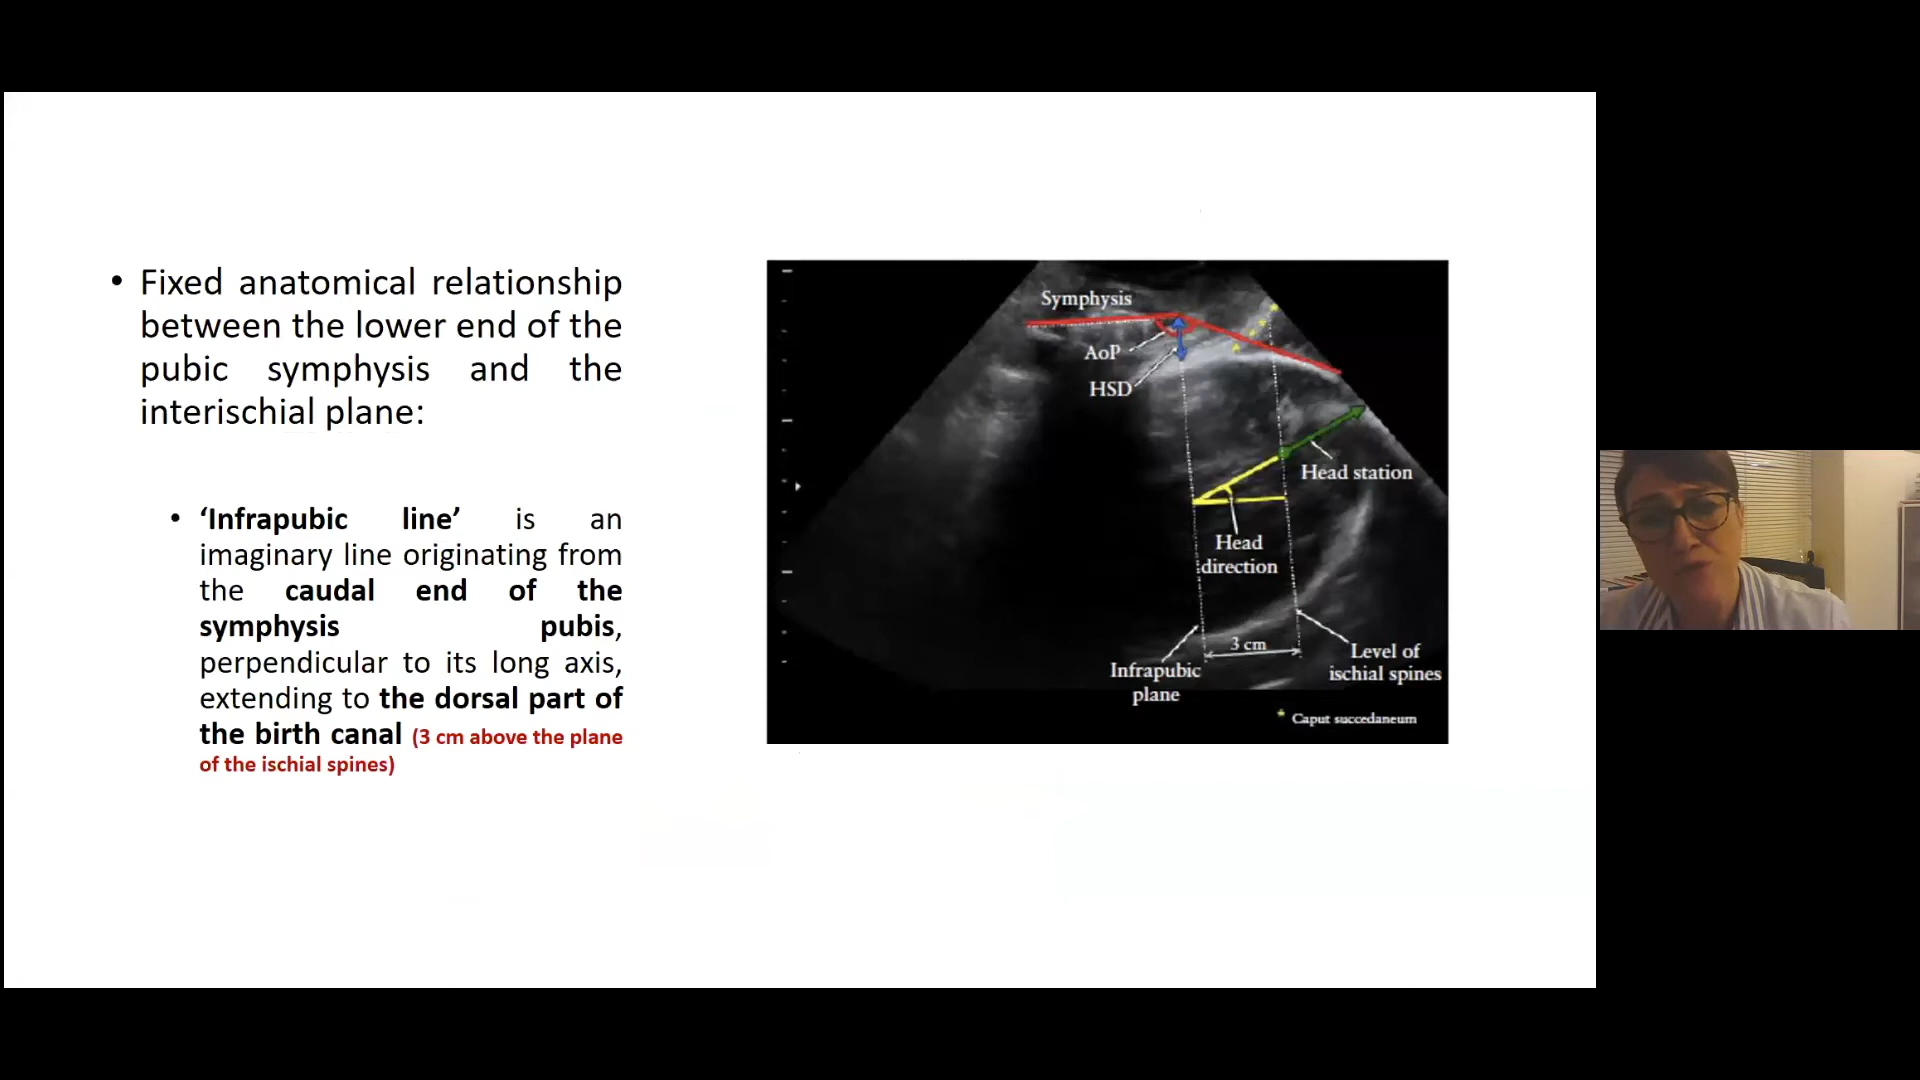 • Fixed anatomical relationship
between the lower end of the
pubic symphysis and the
interischial plane:
• ‘Infrapubic line’ is an
imaginary line originating from
the caudal end of the
symphysis pubis,
perpendicular to its long axis,
extending to the dorsal part of
the birth canal (3 cm above the plane
of the ischial spines)
Symphysis
AoP
HSD
Head station
Head
direction
3 cm
Level of
ischial spines
Infrapubic
plane
* Caput succedaneum